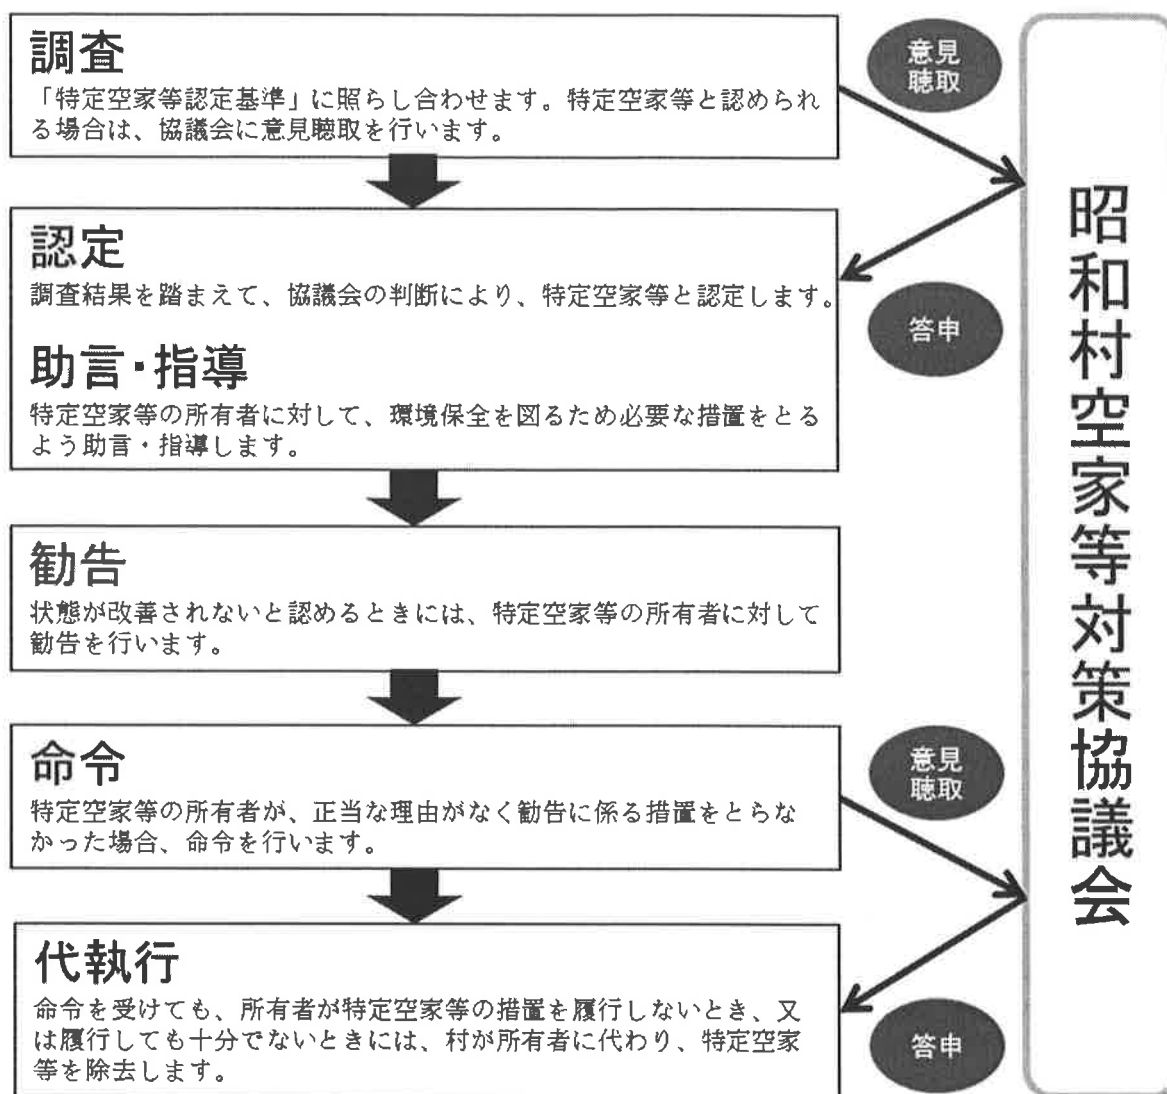 調査
「特定空家等認定基準」に照らし合わせます。特定空家等と認められ
る場合は、協議会に意見聴取を行います。
意見
聴取
認定
調査結果を踏まえて、協議会の判断により、特定空家等と認定します。
答申
助言・指導
特定空家等の所有者に対して、環境保全を図るため必要な措置をとる
よう助言・指導します。
勧告
状態が改善されないと認めるときには、特定空家等の所有者に対して
勧告を行います。
命令
特定空家等の所有者が、正当な理由がなく勧告に係る措置をとらな
かった場合、命令を行います。
意見
聴取
代執行
命令を受けても、所有者が特定空家等の措置を履行しないとき、又
は履行しても十分でないときには、村が所有者に代わり、特定空家
等を除去します。
答申
昭和村空家等対策協議会